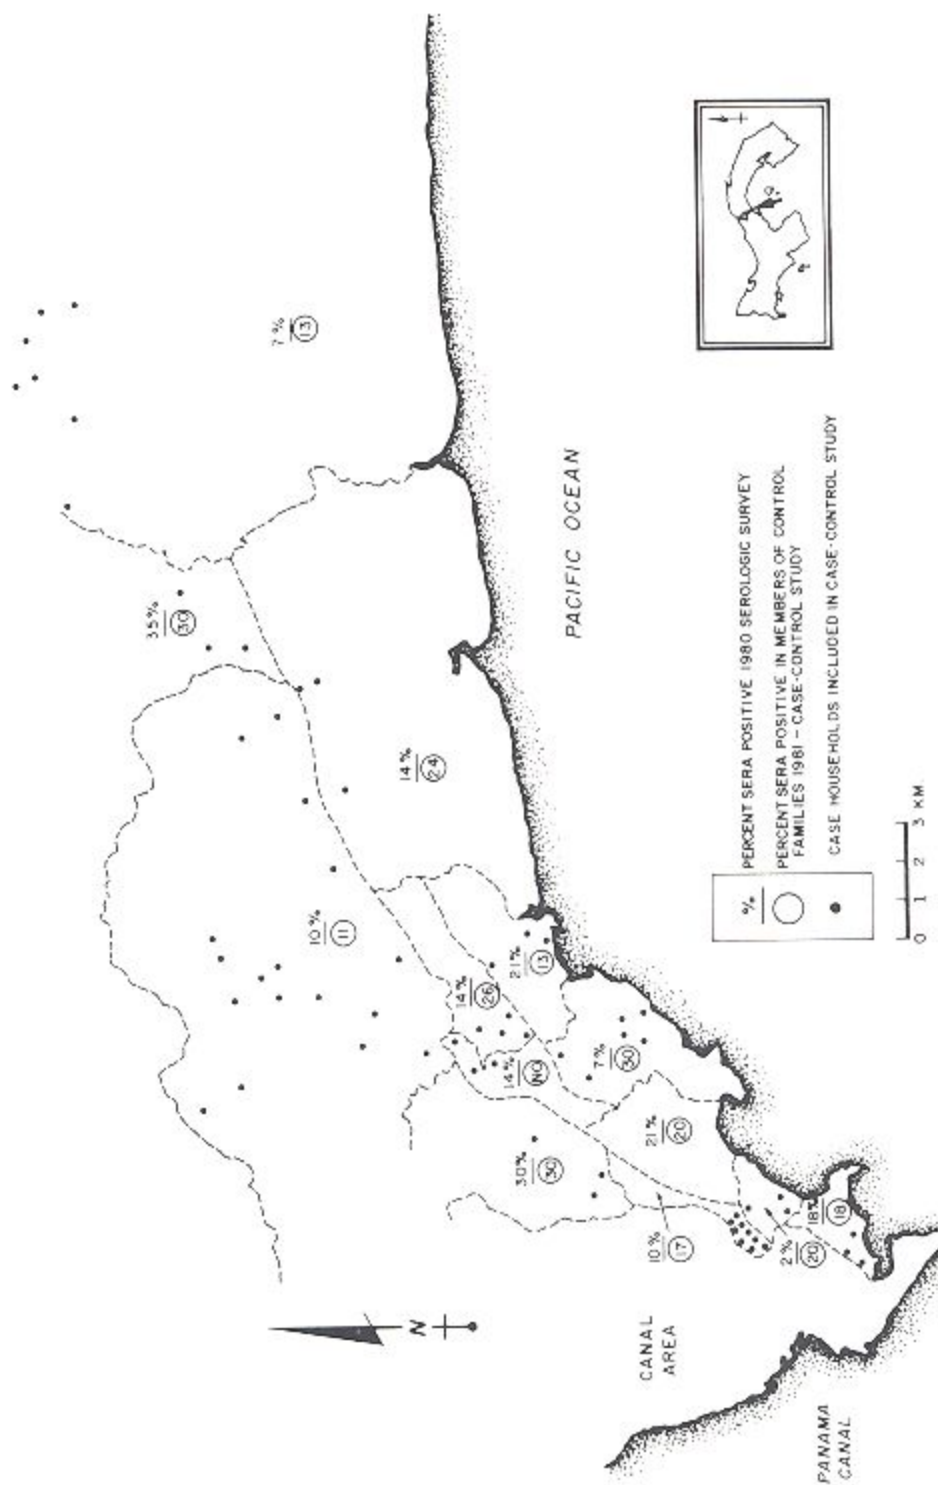 7%
13
35%
30
14%
24
10%
11
14%
26
21%
13
14%
NO
7%
30
30%
30
21%
20
10%
17
2%
20
18%
18
N
CANAL
AREA
PANAMA
CANAL
PACIFIC OCEAN
%
PERCENT SERA POSITIVE 1980 SEROLOGIC SURVEY
PERCENT SERA POSITIVE IN MEMBERS OF CONTROL
FAMILIES 1981 - CASE-CONTROL STUDY
CASE HOUSEHOLDS INCLUDED IN CASE-CONTROL STUDY
0 1 2 3 KM.